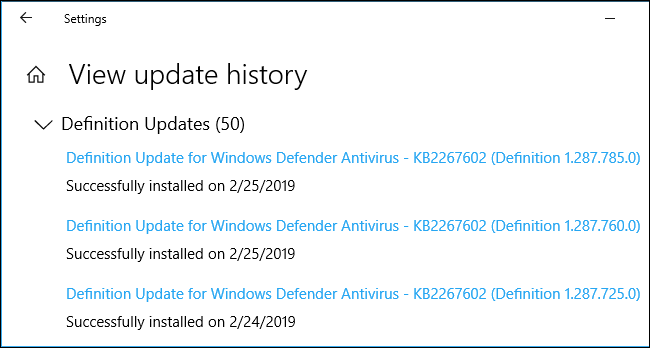 Settings
View update history
Definition Updates (50)
Definition Update for Windows Defender Antivirus - KB2267602 (Definition 1.287.785.0)
Successfully installed on 2/25/2019
Definition Update for Windows Defender Antivirus - KB2267602 (Definition 1.287.760.0)
Successfully installed on 2/25/2019
Definition Update for Windows Defender Antivirus - KB2267602 (Definition 1.287.725.0)
Successfully installed on 2/24/2019